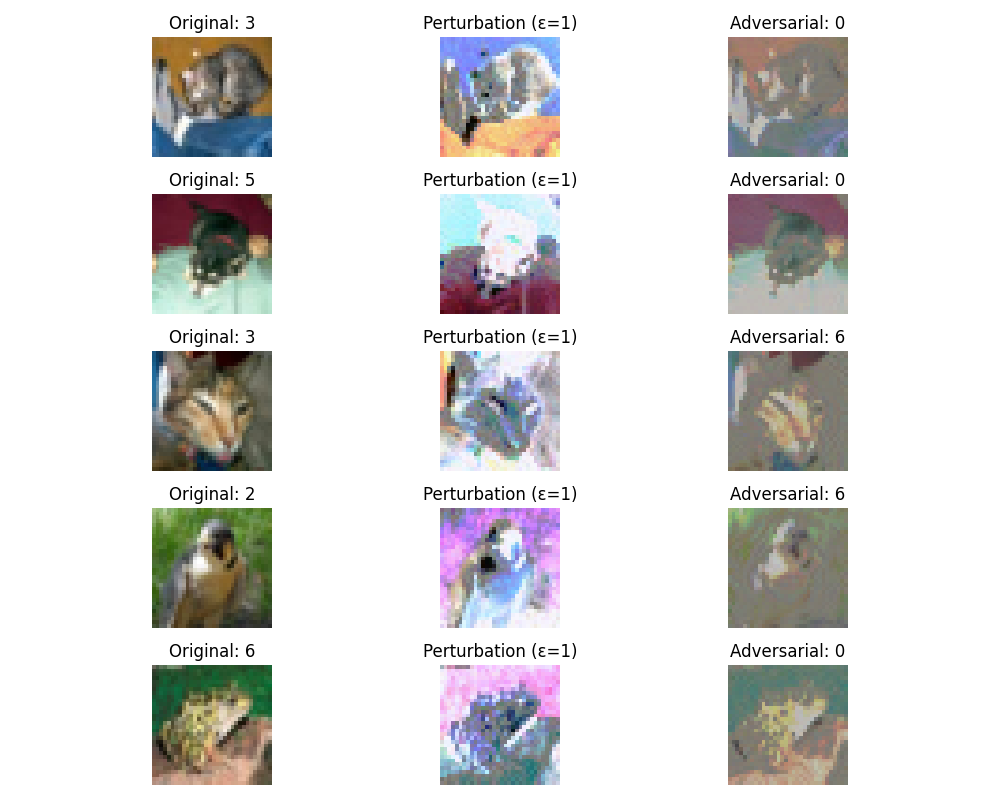 Original: 3 Perturbation (ε=1) Adversarial: 0
Original: 5 Perturbation (ε=1) Adversarial: 0
Original: 3 Perturbation (ε=1) Adversarial: 6
Original: 2 Perturbation (ε=1) Adversarial: 6
Original: 6 Perturbation (ε=1) Adversarial: 0